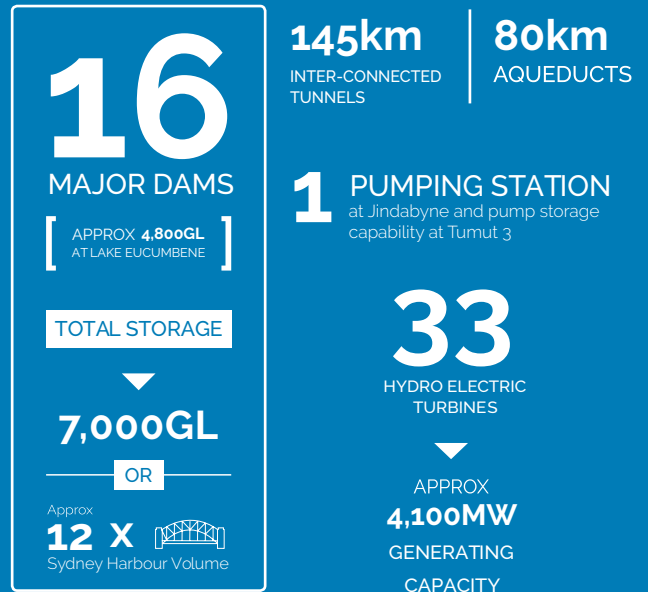 16
MAJOR DAMS
APPROX 4,800GL
AT LAKE EUCUMBENE
TOTAL STORAGE
7,000GL
OR
Approx
12 X
Sydney Harbour Volume
145km
INTER-CONNECTED
TUNNELS
80km
AQUEDUCTS
1 PUMPING STATION
at Jindabyne and pump storage
capability at Tumut 3
33
HYDRO ELECTRIC
TURBINES
APPROX
4,100MW
GENERATING
CAPACITY